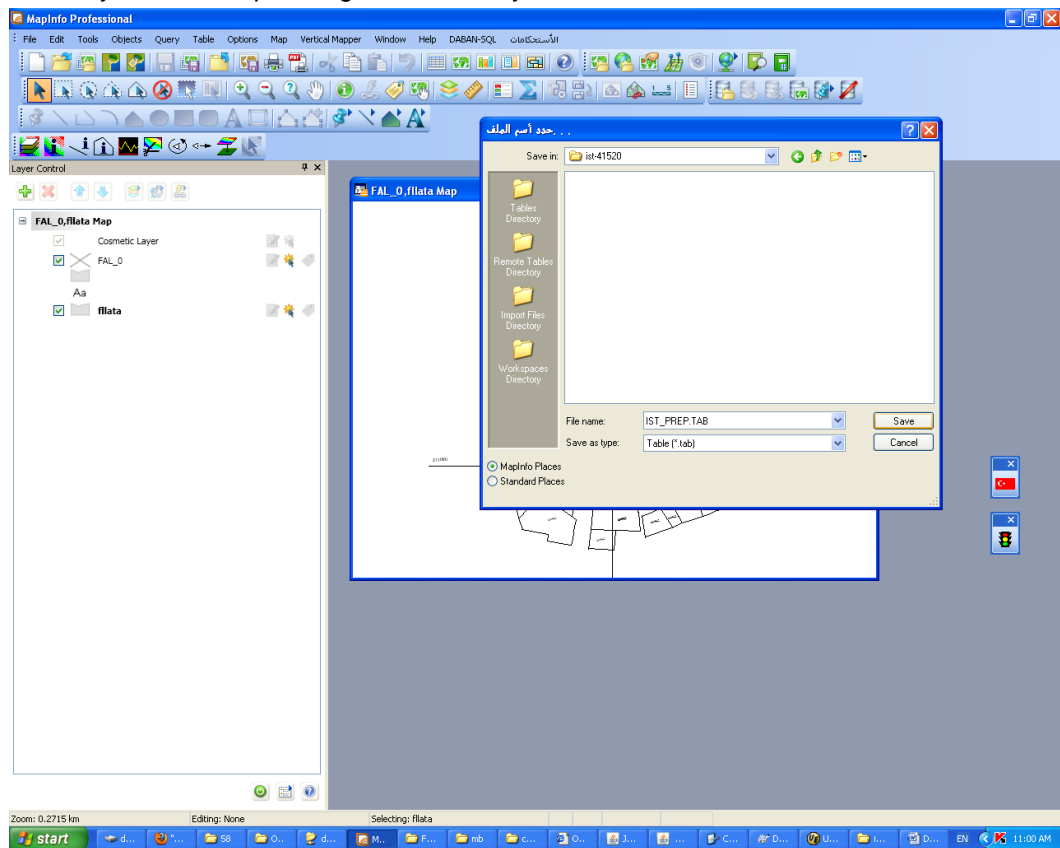 MapInfo Professional
File Edit Tools Objects Query Table Options Map Vertical Mapper Window Help DABAN-SQL الأستحكامات
Layer Control
FAL_0,fllata Map
Cosmetic Layer
FAL_0
Aa
fllata
FAL_0,fllata Map
حدد أسم الملف. . .
Save in: ist-41520
Tables Directory
Remote Tables Directory
Import Files Directory
Workspaces Directory
File name: IST_PREP.TAB Save
Save as type: Table (*.tab) Cancel
MapInfo Places
Standard Places
Zoom: 0.2715 km Editing: None Selecting: fllata
start d... "... 58 O.. d... M.. F... mb c... o.. J... ... C... D... U... I... D... EN 11:00 AM